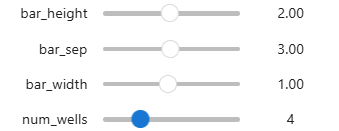 bar_height 2.00
bar_sep 3.00
bar_width 1.00
num_wells 4